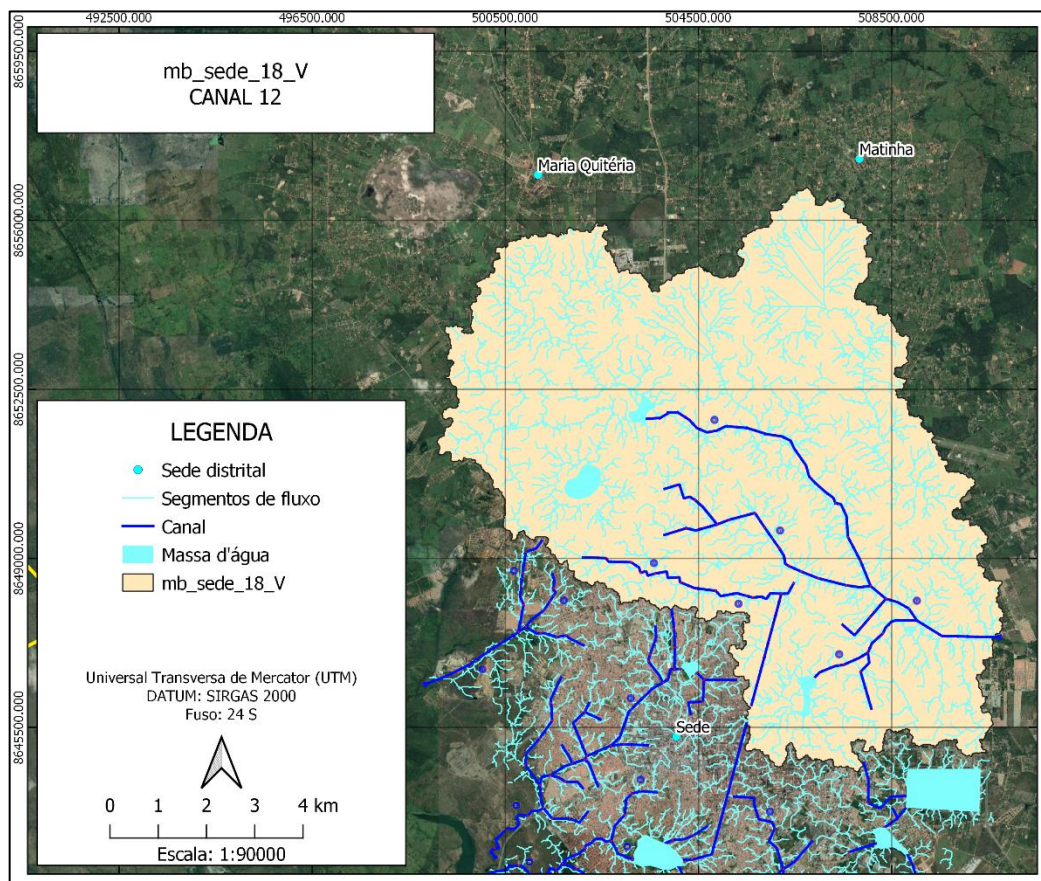 492500.000 496500.000 500500.000 504500.000 508500.000
8659500.000
8656000.000
8652500.000
8649000.000
8645500.000
mb_sede_18_V
CANAL 12
Maria Quitéria
Matinha
Sede
LEGENDA
Sede distrital
Segmentos de fluxo
Canal
Massa d'água
mb_sede_18_V
Universal Transversa de Mercator (UTM)
DATUM: SIRGAS 2000
Fuso: 24 S
0 1 2 3 4 km
Escala: 1:90000